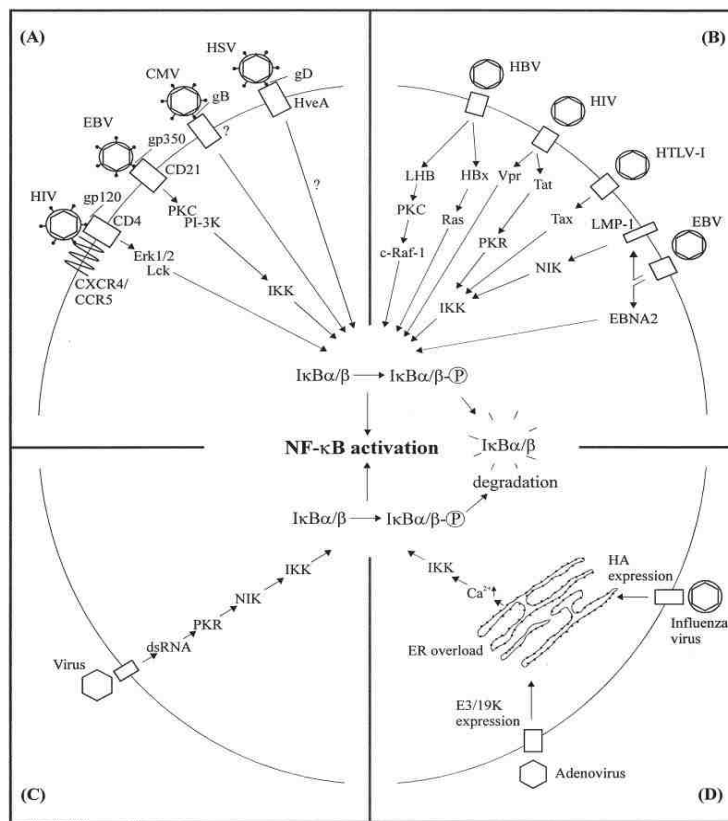 (A)
HSV
gD
HveA
CMV
gB
?
EBV
gp350
CD21
HIV
gp120
CD4
CXCR4/
CCR5
PKC
PI-3K
Erk1/2
Lck
IKK
?
(B)
HBV
HIV
HTLV-I
EBV
LHB
HBx
Vpr
Tat
Tax
LMP-1
PKC
Ras
c-Raf-1
PKR
NIK
IKK
EBNA2
IκBα/β
IκBα/β-P
NF-κB activation
IκBα/β
degradation
IκBα/β
IκBα/β-P
(C)
Virus
dsRNA
PKR
NIK
IKK
(D)
IKK
Ca²⁺
HA
expression
Influenza
virus
ER overload
E3/19K
expression
Adenovirus